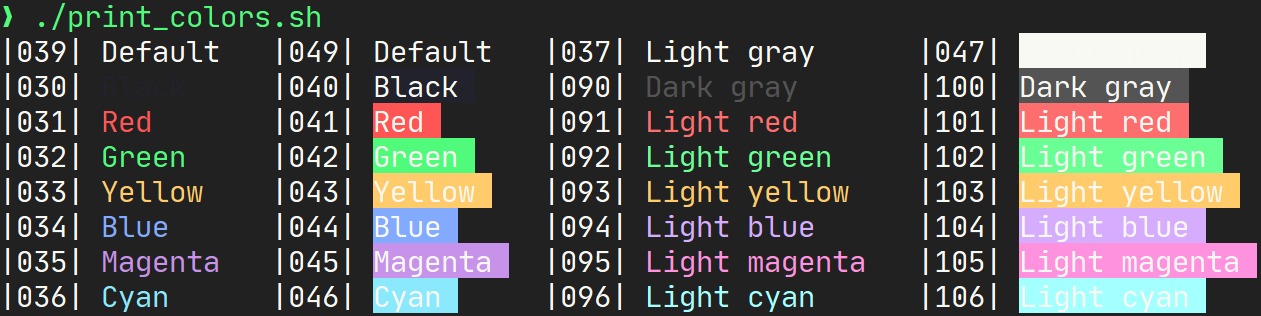 ❯ ./print_colors.sh
|039| Default |049| Default |037| Light gray |047|
|030| Black |040| Black |090| Dark gray |100| Dark gray
|031| Red |041| Red |091| Light red |101| Light red
|032| Green |042| Green |092| Light green |102| Light green
|033| Yellow |043| Yellow |093| Light yellow |103| Light yellow
|034| Blue |044| Blue |094| Light blue |104| Light blue
|035| Magenta |045| Magenta |095| Light magenta |105| Light magenta
|036| Cyan |046| Cyan |096| Light cyan |106| Light cyan